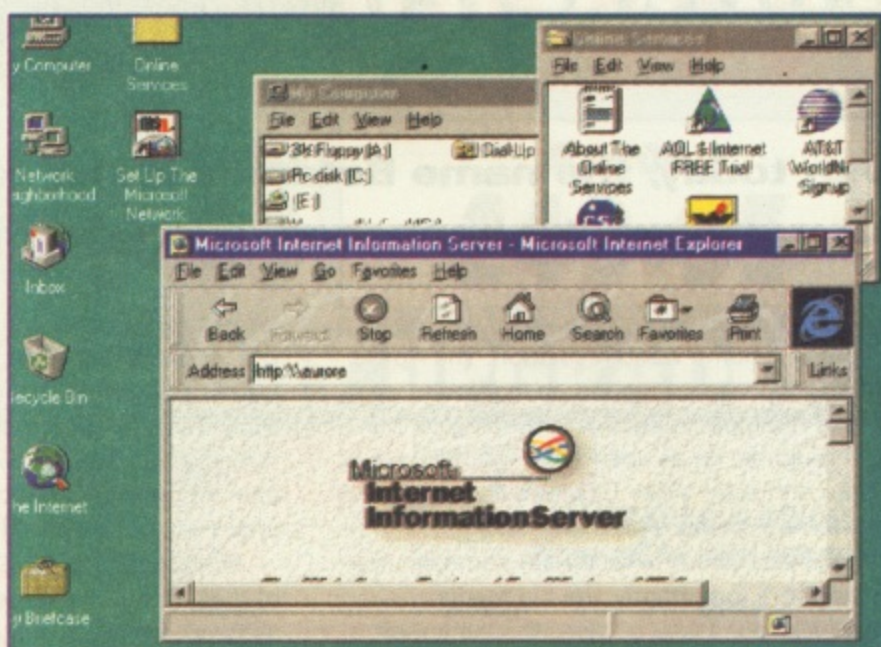 y Computer
Online
Services
Network
ighborhood
Set Up The
Microsoft
Network
Inbox
ecycle Bin
he Internet
y Briefcase
My Computer
File Edit View Help
3½ Floppy (A:)
Dial-Up
Pc-disk (C:)
(E:)
Online Services
File Edit View Help
About The
Online
Services
AOL & Internet
FREE Trial
AT&T
WorldN
Signup
Microsoft Internet Information Server - Microsoft Internet Explorer
File Edit View Go Favorites Help
Back Forward Stop Refresh Home Search Favorites Print
Address http:\\aurore Links
Microsoft
Internet
InformationServer